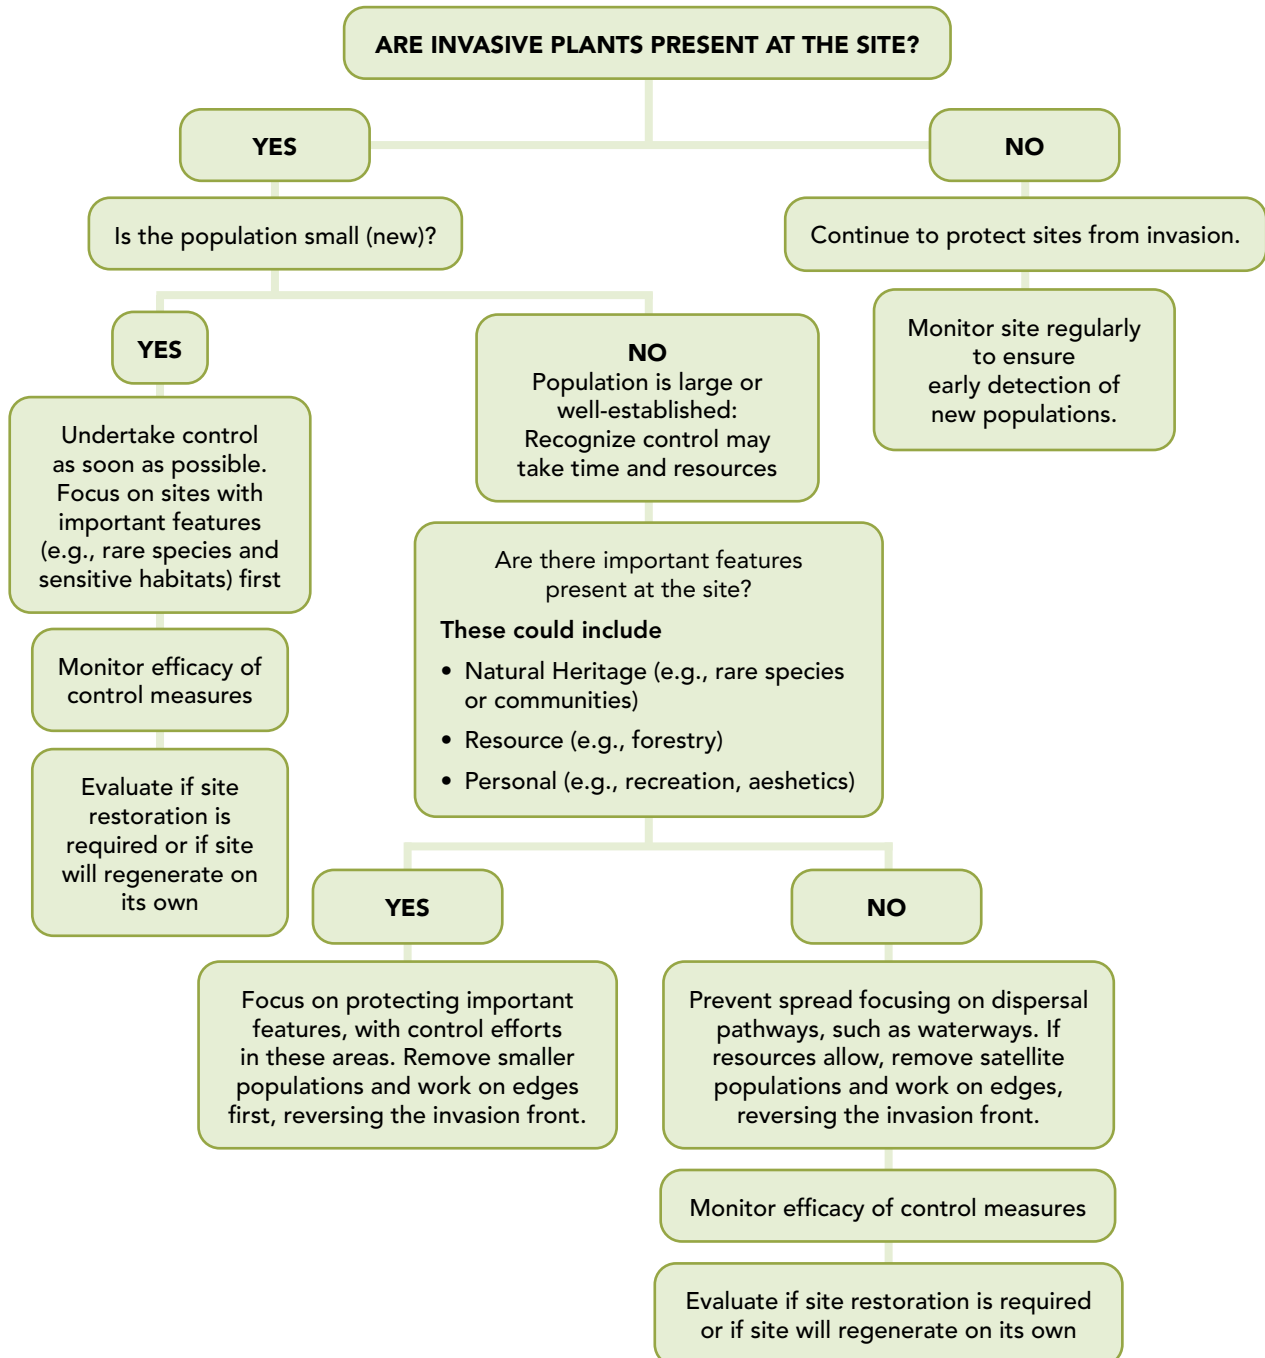 ARE INVASIVE PLANTS PRESENT AT THE SITE?
YES
NO
Is the population small (new)?
Continue to protect sites from invasion.
Monitor site regularly
to ensure
early detection of
new populations.
YES
Undertake control
as soon as possible.
Focus on sites with
important features
(e.g., rare species and
sensitive habitats) first
Monitor efficacy of
control measures
Evaluate if site
restoration is
required or if site
will regenerate on
its own
NO
Population is large or
well-established:
Recognize control may
take time and resources
Are there important features
present at the site?
These could include
• Natural Heritage (e.g., rare species
or communities)
• Resource (e.g., forestry)
• Personal (e.g., recreation, aeshetics)
YES
Focus on protecting important
features, with control efforts
in these areas. Remove smaller
populations and work on edges
first, reversing the invasion front.
NO
Prevent spread focusing on dispersal
pathways, such as waterways. If
resources allow, remove satellite
populations and work on edges,
reversing the invasion front.
Monitor efficacy of control measures
Evaluate if site restoration is required
or if site will regenerate on its own